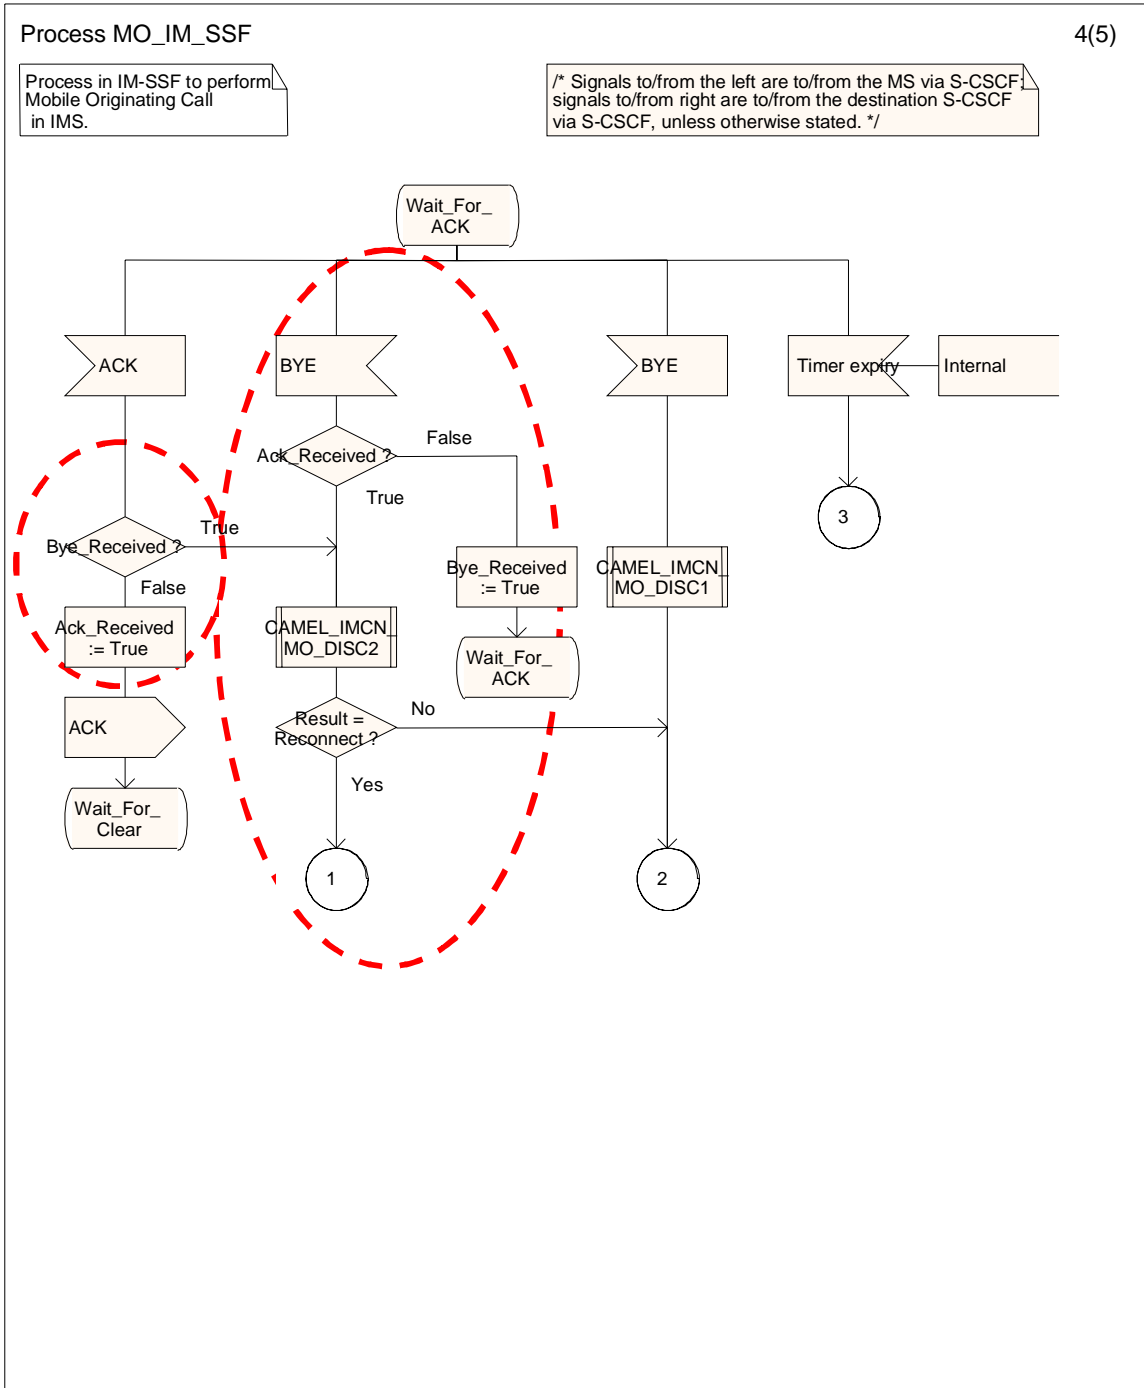 Process MO_IM_SSF
4(5)
Process in IM-SSF to perform
Mobile Originating Call
in IMS.
/* Signals to/from the left are to/from the MS via S-CSCF;
signals to/from right are to/from the destination S-CSCF
via S-CSCF, unless otherwise stated. */
Wait_For_
ACK
ACK
BYE
BYE
Timer expiry
Internal
Ack_Received ?
False
True
3
Bye_Received ?
True
False
Bye_Received
:= True
CAMEL_IMCN_
MO_DISC1
Ack_Received
:= True
CAMEL_IMCN_
MO_DISC2
Wait_For_
ACK
ACK
Result =
Reconnect ?
No
Yes
Wait_For_
Clear
1
2